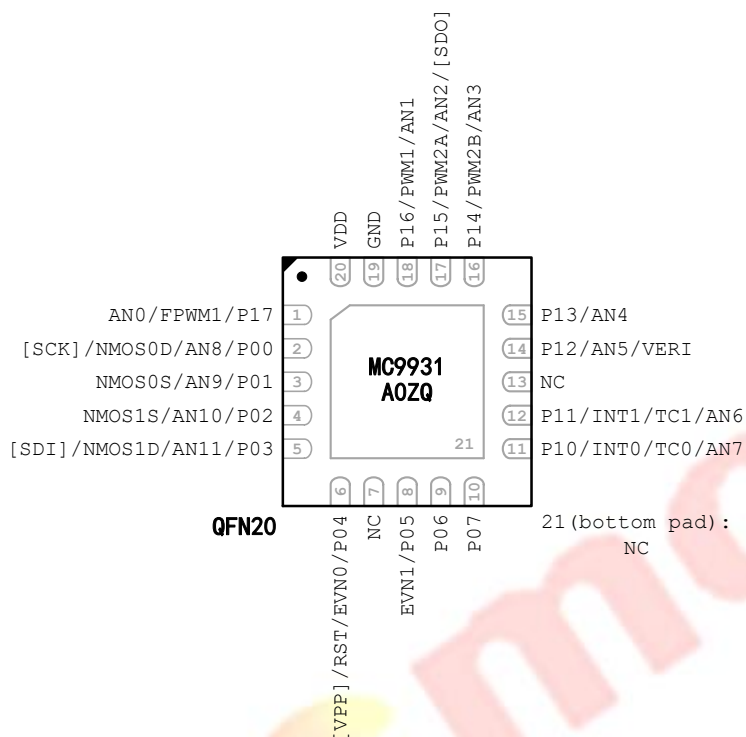 VDD
GND
P16/PWM1/AN1
P15/PWM2A/AN2/[SDO]
P14/PWM2B/AN3
20
19
18
17
16
AN0/FPWM1/P17 1
[SCK]/NMOS0D/AN8/P00 2
NMOS0S/AN9/P01 3
NMOS1S/AN10/P02 4
[SDI]/NMOS1D/AN11/P03 5
MC9931
A0ZQ
21
15 P13/AN4
14 P12/AN5/VERI
13 NC
12 P11/INT1/TC1/AN6
11 P10/INT0/TC0/AN7
6
7
8
9
10
QFN20
[VPP]/RST/EVN0/P04
NC
EVN1/P05
P06
P07
21(bottom pad):
NC